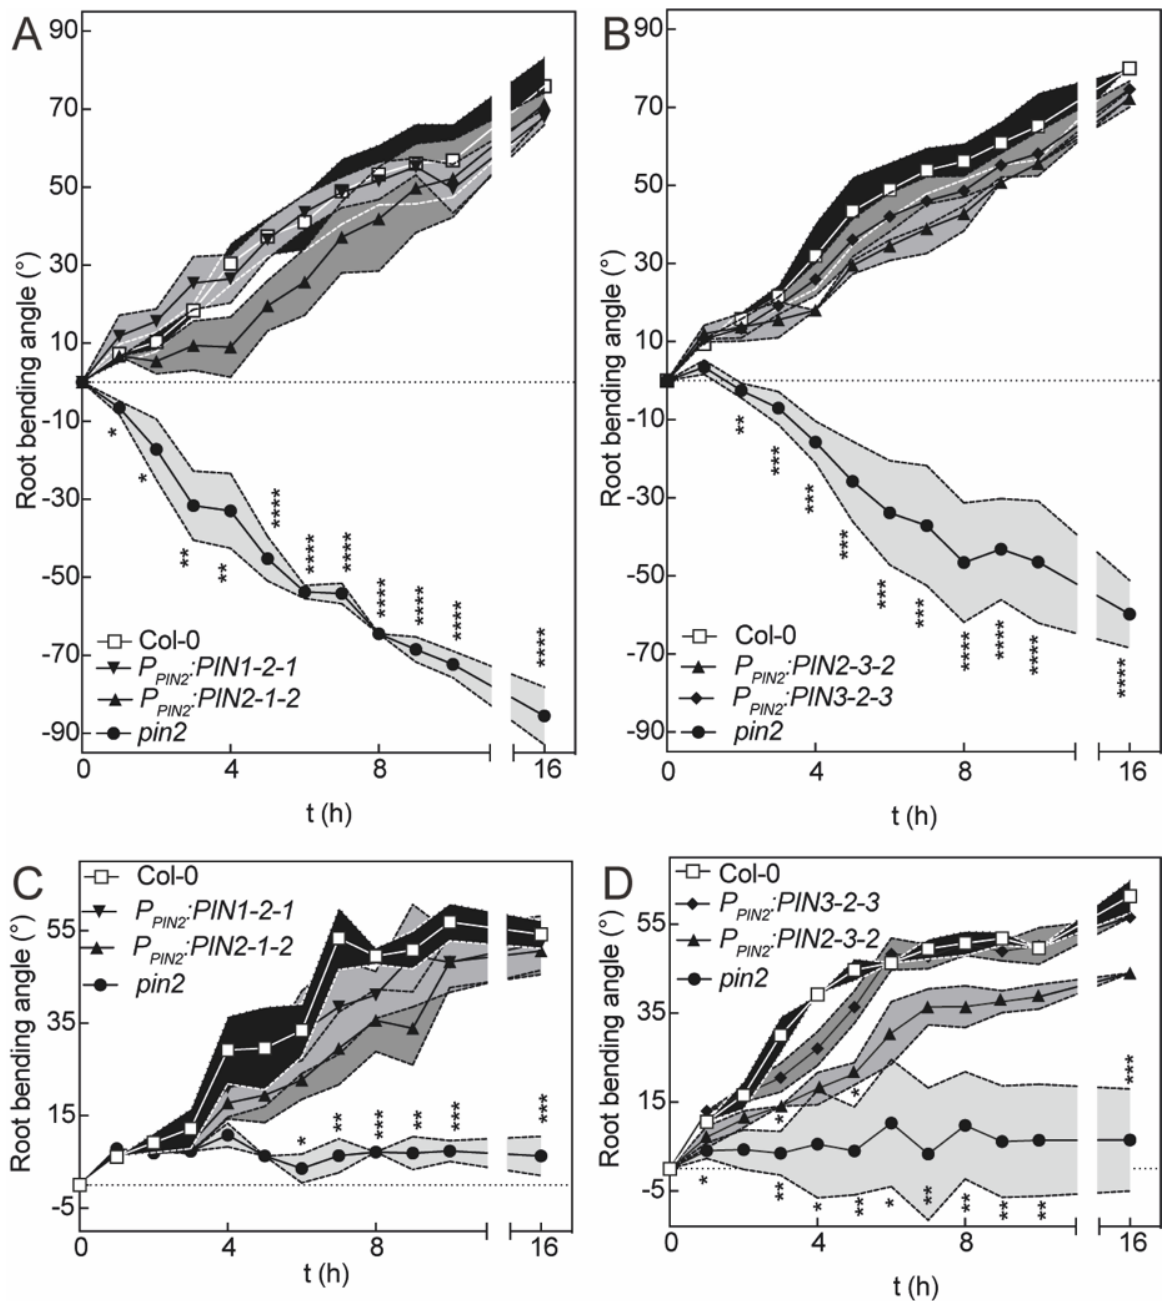 A
Root bending angle (°)
90
70
50
30
10
-10
-30
-50
-70
-90
*
*
**
**
****
****
****
****
****
****
****
Col-0
P_PIN2:PIN1-2-1
P_PIN2:PIN2-1-2
pin2
0
4
8
16
t (h)
B
Root bending angle (°)
90
70
50
30
10
-10
-30
-50
-70
-90
**
***
***
***
***
***
****
****
****
****
Col-0
P_PIN2:PIN2-3-2
P_PIN2:PIN3-2-3
pin2
0
4
8
16
t (h)
C
Root bending angle (°)
55
35
15
-5
Col-0
P_PIN2:PIN1-2-1
P_PIN2:PIN2-1-2
pin2
*
**
***
**
***
***
0
4
8
16
t (h)
D
Root bending angle (°)
55
35
15
-5
Col-0
P_PIN2:PIN3-2-3
P_PIN2:PIN2-3-2
pin2
*
*
***
*
**
*
**
*
**
**
**
**
0
4
8
16
t (h)